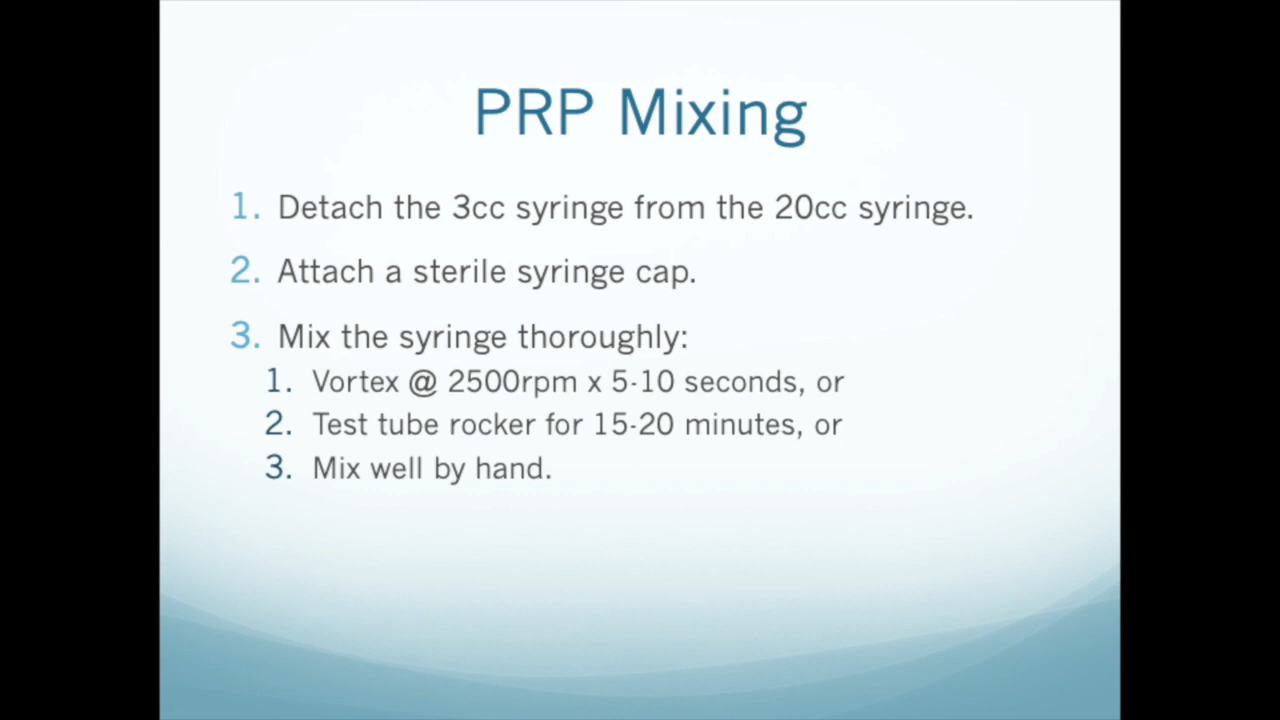 PRP Mixing
1. Detach the 3cc syringe from the 20cc syringe.
2. Attach a sterile syringe cap.
3. Mix the syringe thoroughly:
1. Vortex @ 2500rpm x 5-10 seconds, or
2. Test tube rocker for 15-20 minutes, or
3. Mix well by hand.